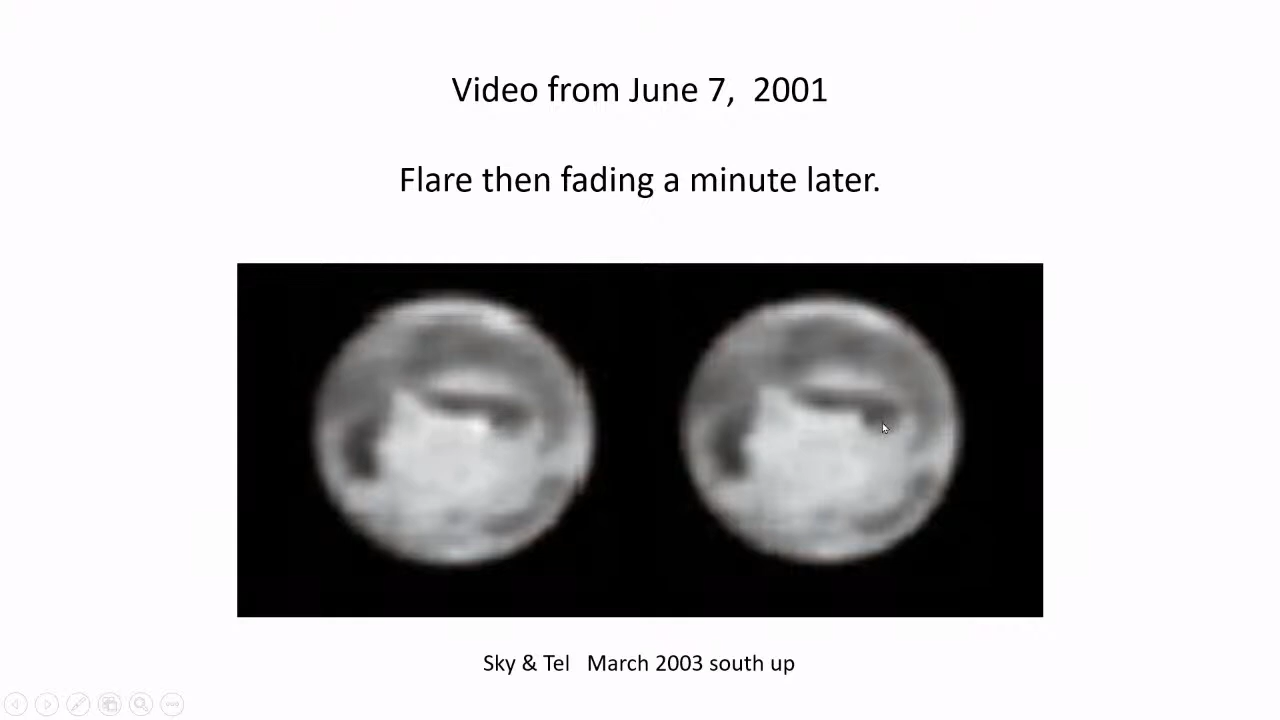 Video from June 7,  2001
Flare then fading a minute later.
Sky & Tel   March 2003 south up